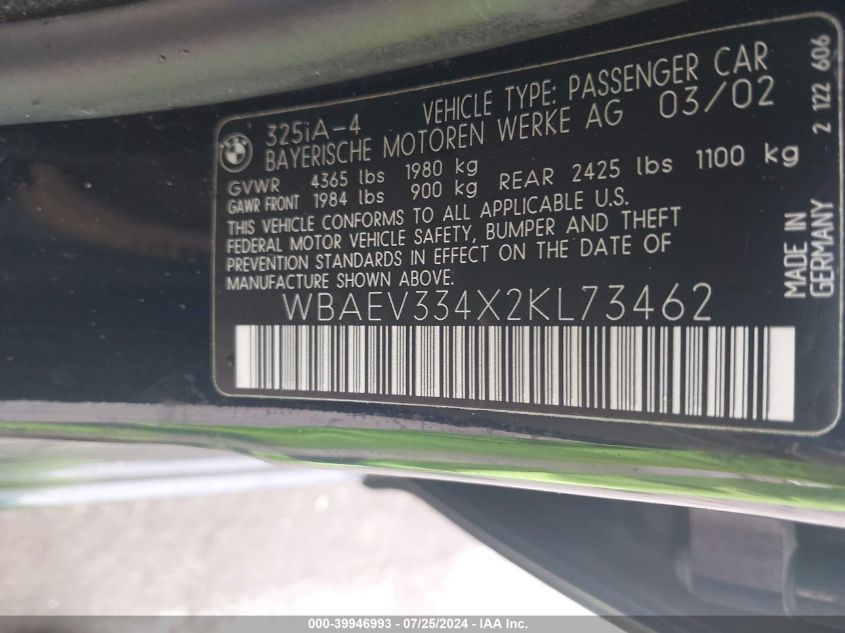 325iA-4 VEHICLE TYPE: PASSENGER CAR
BAYERISCHE MOTOREN WERKE AG 03/02
GVWR 4365 lbs 1980 kg
GAWR FRONT 1984 lbs 900 kg REAR 2425 lbs 1100 kg
THIS VEHICLE CONFORMS TO ALL APPLICABLE U.S.
FEDERAL MOTOR VEHICLE SAFETY, BUMPER AND THEFT
PREVENTION STANDARDS IN EFFECT ON THE DATE OF
MANUFACTURE SHOWN ABOVE.
WBAEV334X2KL73462
2 122 606
MADE IN
GERMANY
000-39946993 / 07/25/2024 - IAA Inc.